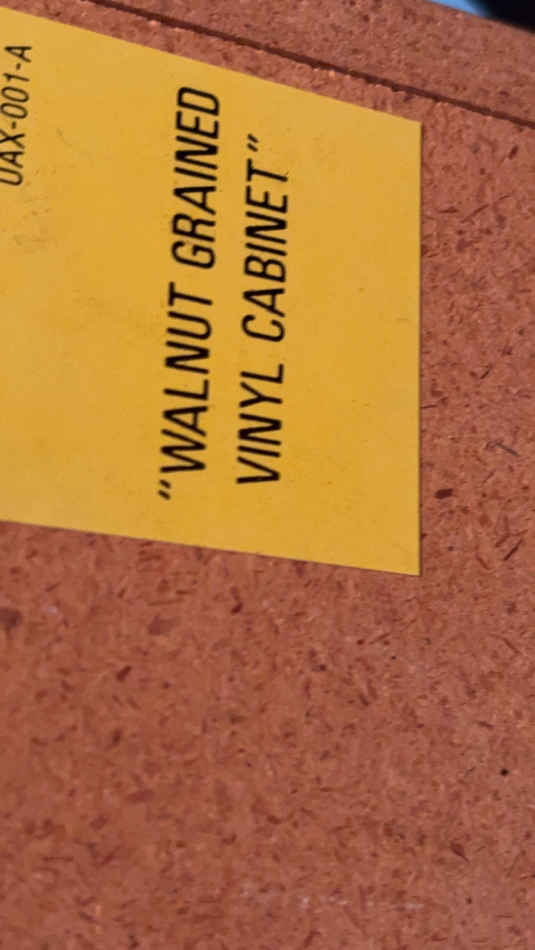 UAX-001-A
"WALNUT GRAINED
VINYL CABINET"